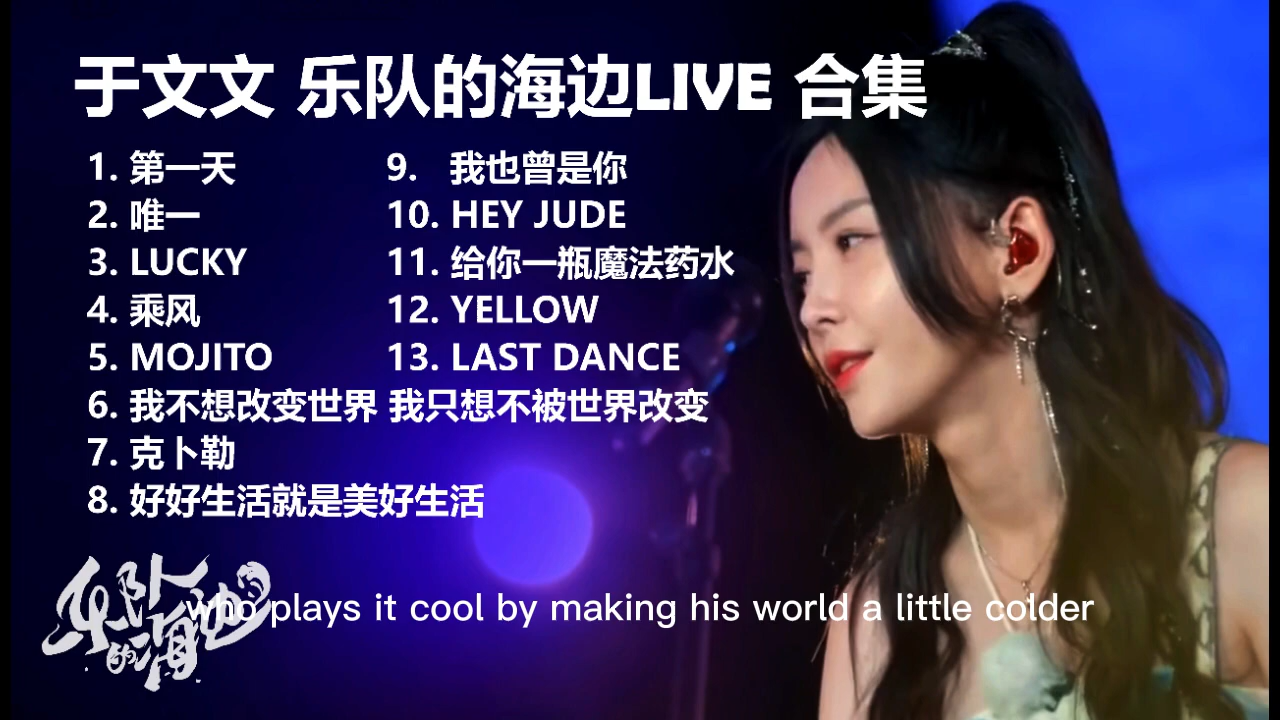 于文文 乐队的海边LIVE 合集
1. 第一天
2. 唯一
3. LUCKY
4. 乘风
5. MOJITO
6. 我不想改变世界 我只想不被世界改变
7. 克卜勒
8. 好好生活就是美好生活
9. 我也曾是你
10. HEY JUDE
11. 给你一瓶魔法药水
12. YELLOW
13. LAST DANCE
乐队的海边
who plays it cool by making his world a little colder